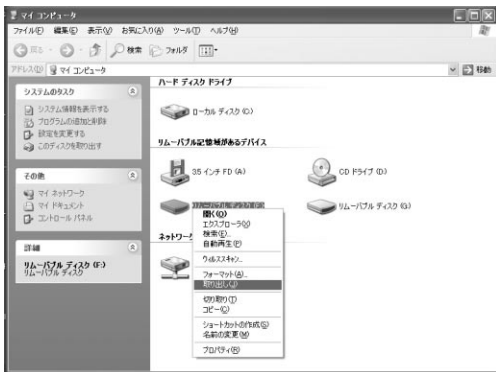 マイ コンピュータ
ファイル(F) 編集(E) 表示(V) お気に入り(A) ツール(T) ヘルプ(H)
戻る 検索 フォルダ
アドレス(D) マイ コンピュータ 移動
システムのタスク
システム情報を表示する
プログラムの追加と削除
設定を変更する
このディスクを取り出す
その他
マイ ネットワーク
マイ ドキュメント
コントロール パネル
詳細
リムーバブル ディスク (F:)
リムーバブル ディスク
ハード ディスク ドライブ
ローカル ディスク (C:)
リムーバブル記憶域があるデバイス
3.5 インチ FD (A:)
CD ドライブ (D:)
リムーバブル ディスク (F:)
リムーバブル ディスク (G:)
ネットワーク
開く(O)
エクスプローラ(X)
検索(E)...
自動再生(P)
ウイルススキャン...
フォーマット(A)...
取り出し(J)
切り取り(T)
コピー(C)
ショートカットの作成(S)
名前の変更(M)
プロパティ(R)